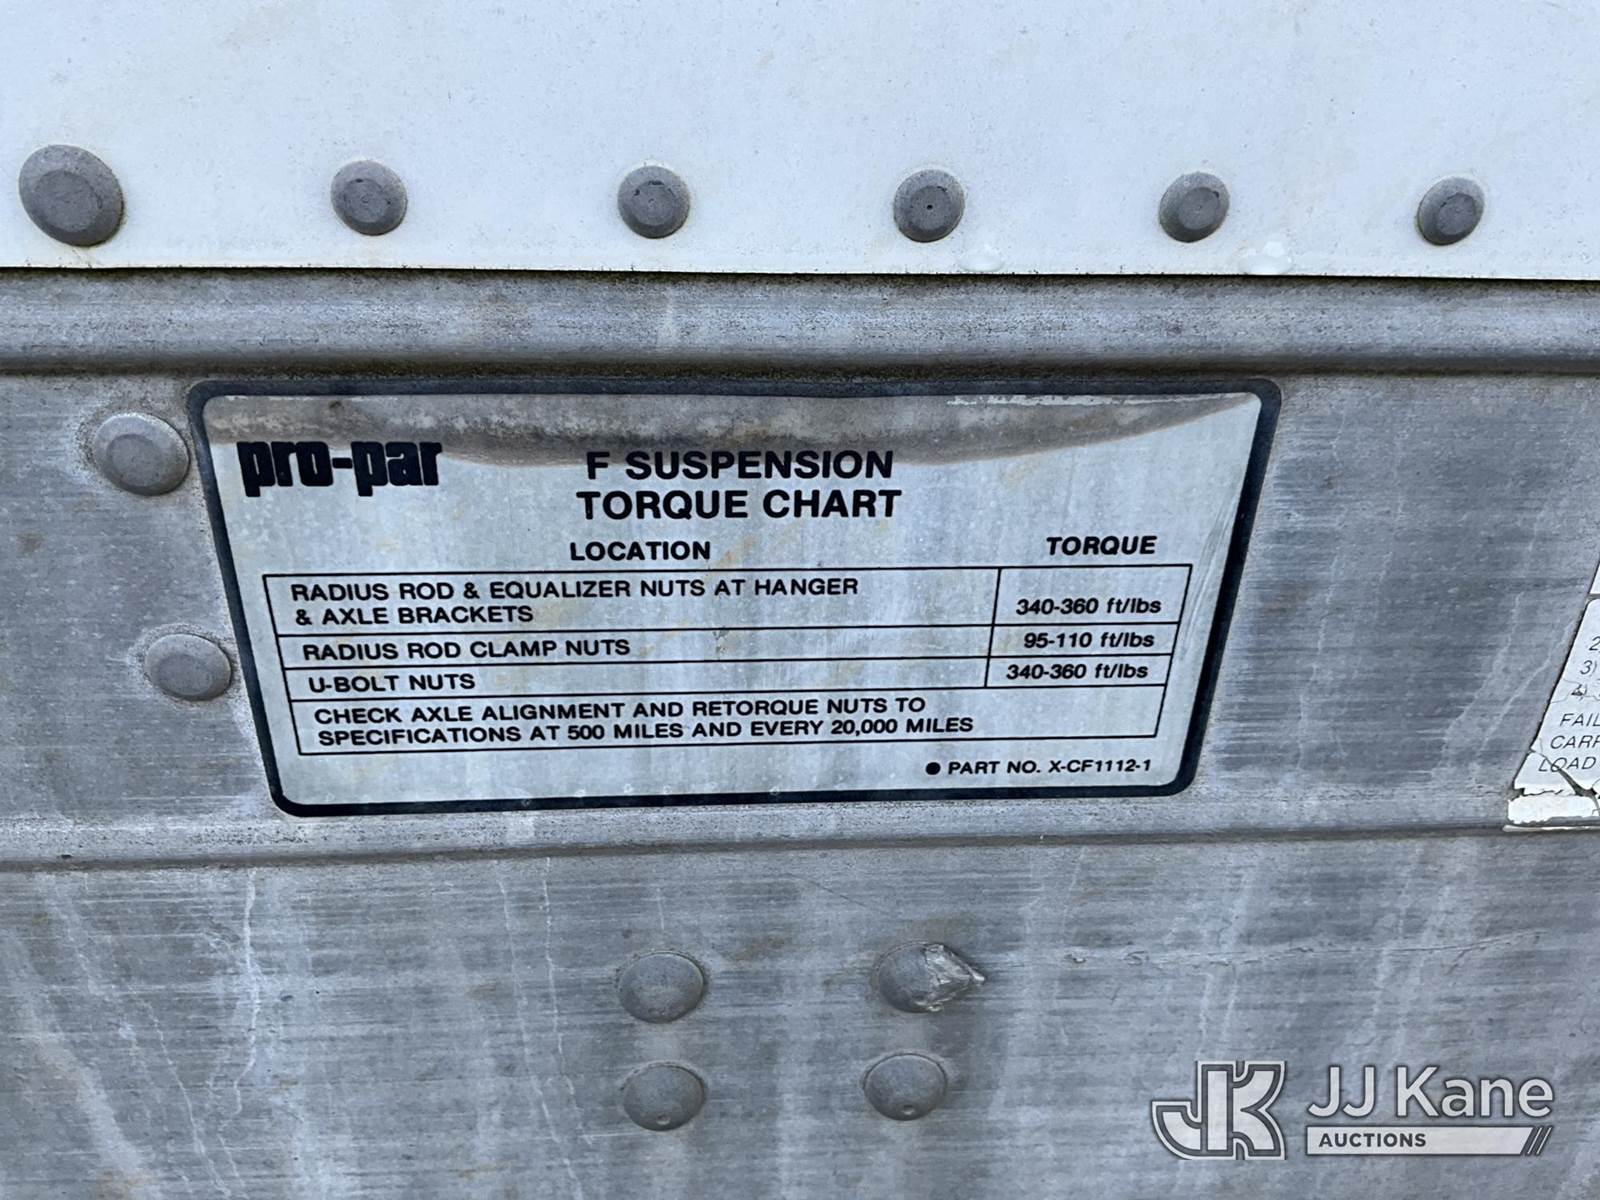 pro-par
F SUSPENSION
TORQUE CHART
LOCATION TORQUE
RADIUS ROD & EQUALIZER NUTS AT HANGER
& AXLE BRACKETS 340-360 ft/lbs
RADIUS ROD CLAMP NUTS 95-110 ft/lbs
U-BOLT NUTS 340-360 ft/lbs
CHECK AXLE ALIGNMENT AND RETORQUE NUTS TO
SPECIFICATIONS AT 500 MILES AND EVERY 20,000 MILES
● PART NO. X-CF1112-1
3)
LOAD
JK JJ Kane
AUCTIONS